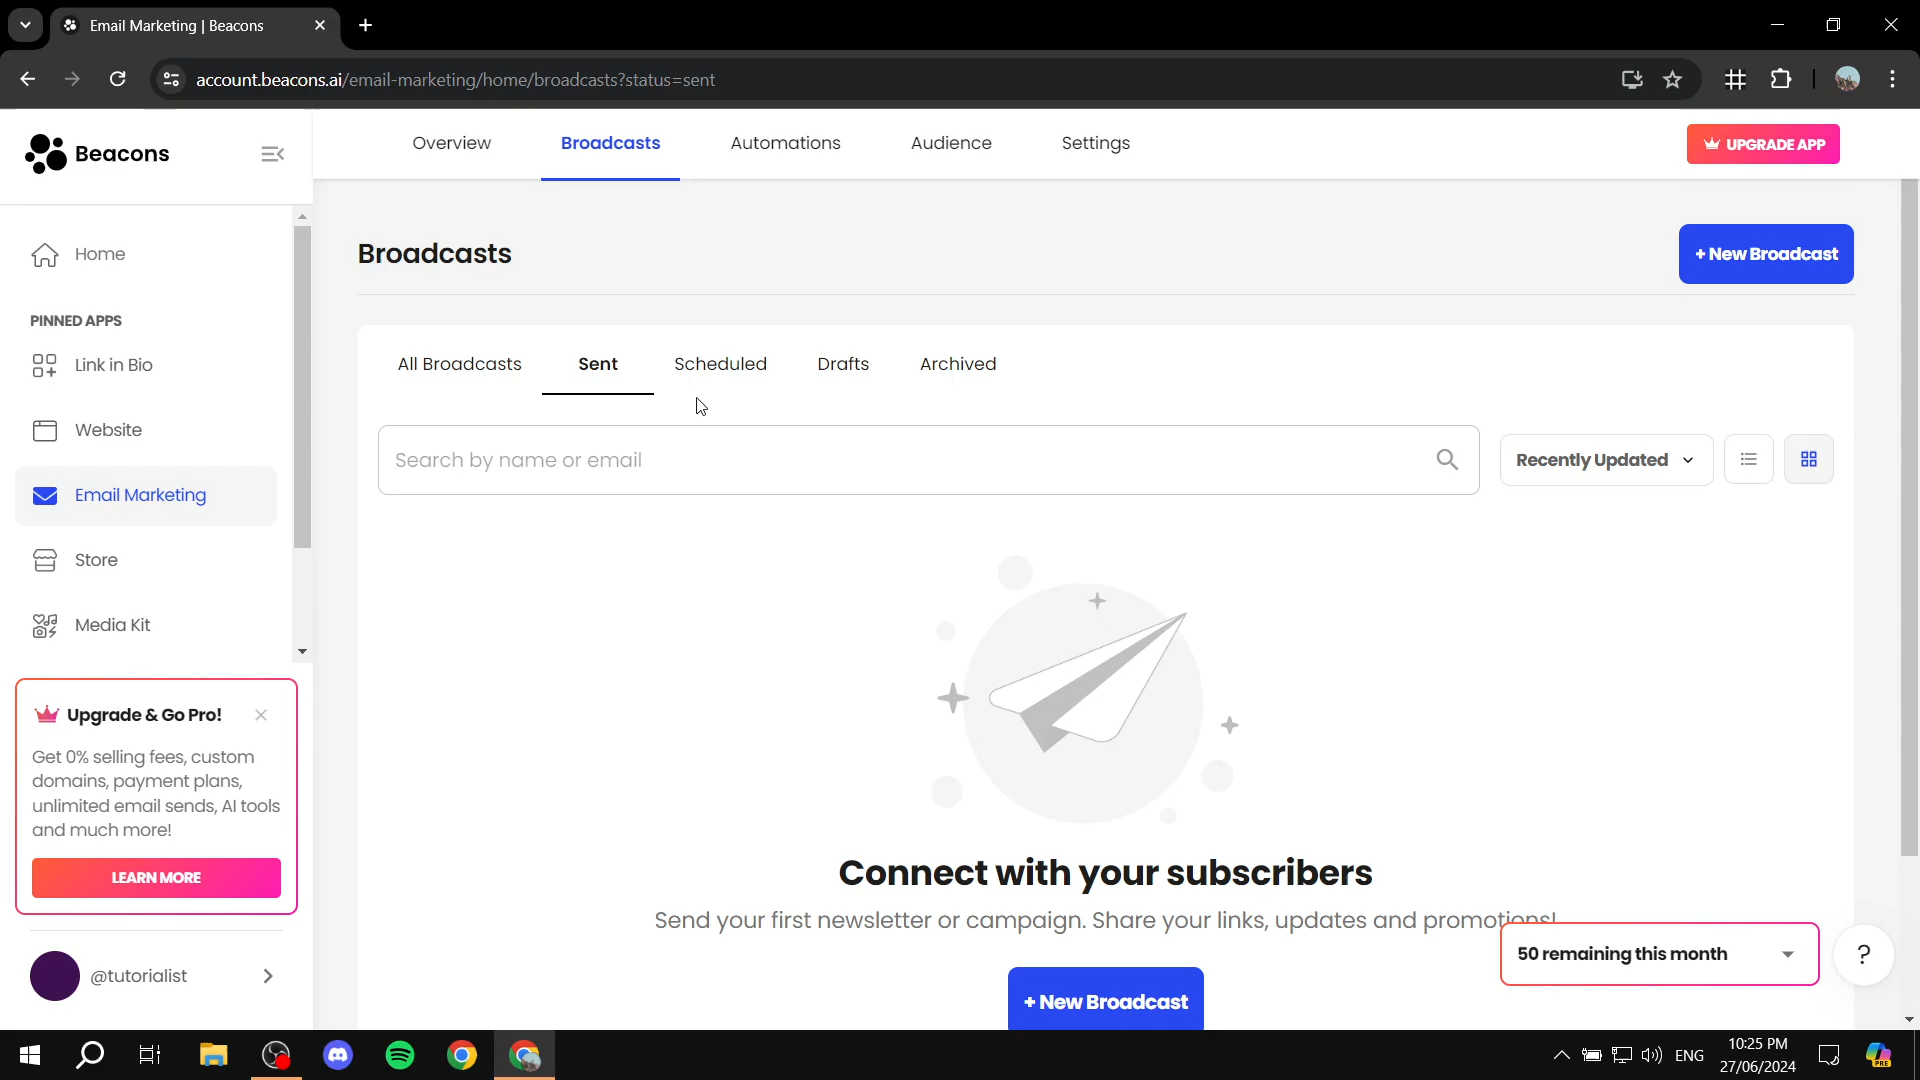 Email Marketing | Beacons
account.beacons.ai/email-marketing/home/broadcasts?status=sent
Beacons
Overview
Broadcasts
Automations
Audience
Settings
UPGRADE APP
Home
PINNED APPS
Link in Bio
Website
Email Marketing
Store
Media Kit
Upgrade & Go Pro!
Get 0% selling fees, custom
domains, payment plans,
unlimited email sends, AI tools
and much more!
LEARN MORE
@tutorialist
Broadcasts
+ New Broadcast
All Broadcasts
Sent
Scheduled
Drafts
Archived
Search by name or email
Recently Updated
Connect with your subscribers
Send your first newsletter or campaign. Share your links, updates and promotions!
+ New Broadcast
50 remaining this month
?
ENG
10:25 PM
27/06/2024
PRE